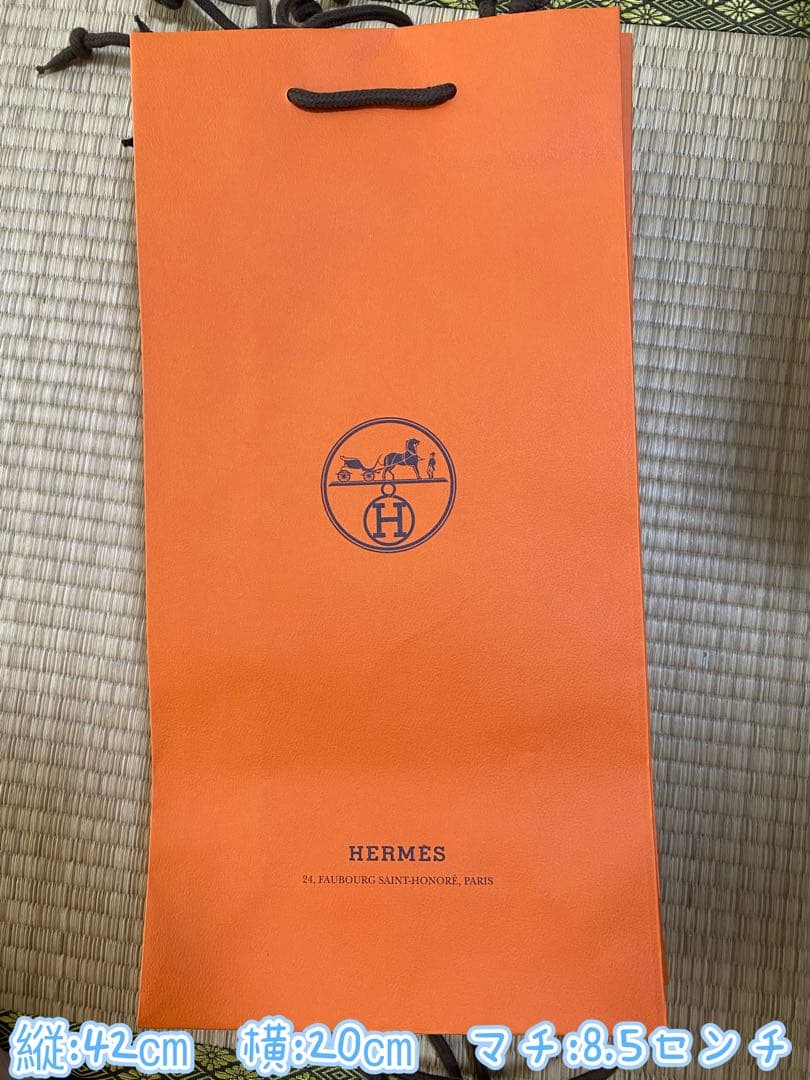 H
HERMÈS
24, FAUBOURG SAINT-HONORÉ, PARIS
縦:42cm 横:20cm マチ:8.5センチ